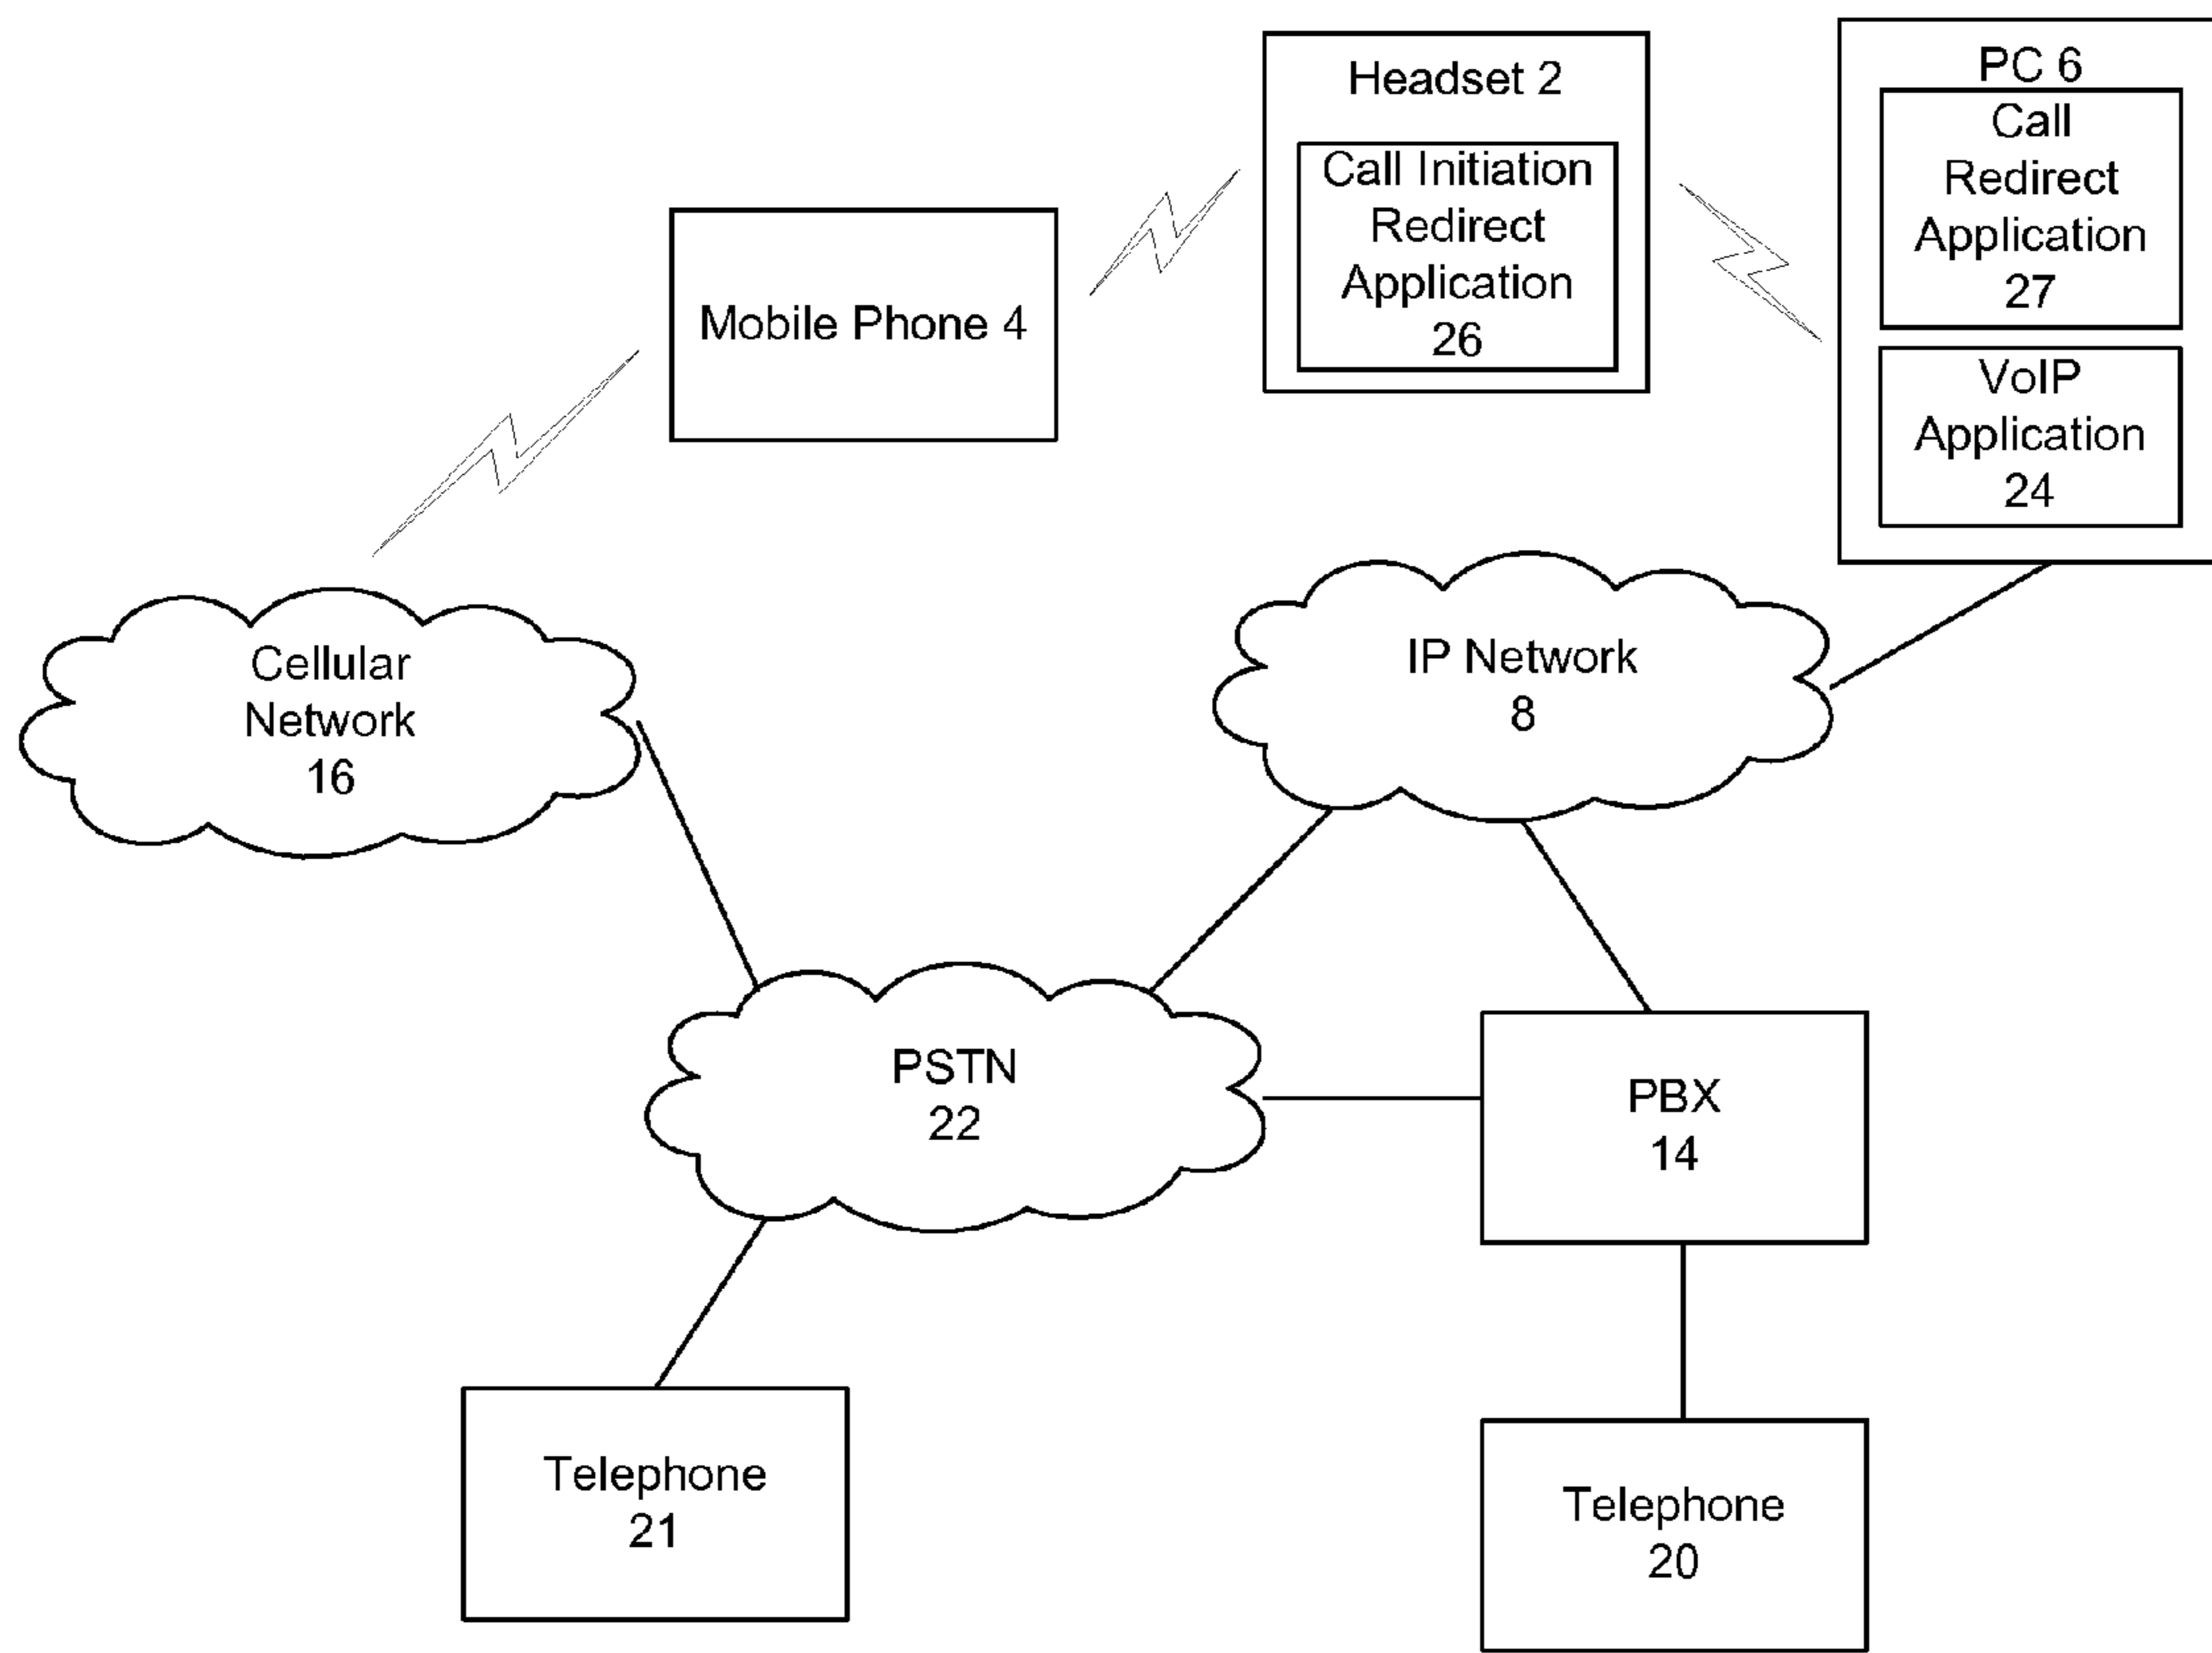 Headset 2
Call Initiation
Redirect
Application
26
PC 6
Call
Redirect
Application
27
VoIP
Application
24
Mobile Phone 4
Cellular
Network
16
IP Network
8
PSTN
22
PBX
14
Telephone
21
Telephone
20